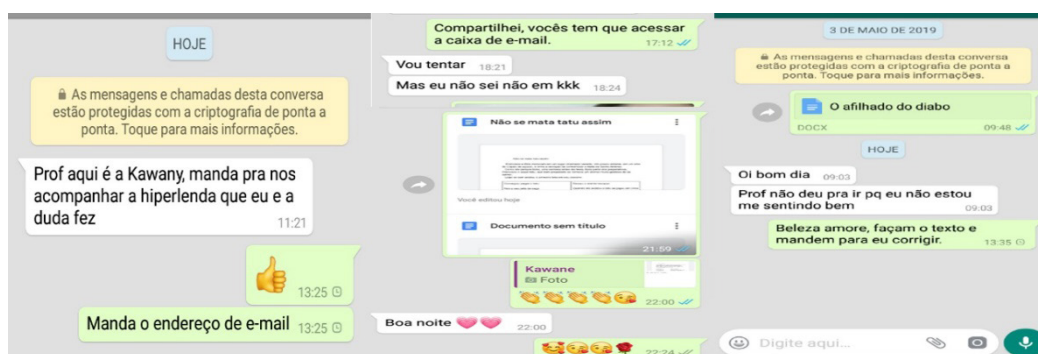 HOJE
As mensagens e chamadas desta conversa
estão protegidas com a criptografia de ponta a
ponta. Toque para mais informações.
Prof aqui é a Kawany, manda pra nos
acompanhar a hiperlenda que eu e a
duda fez
11:21
13:25
Manda o endereço de e-mail 13:25
Compartilhei, vocês tem que acessar
a caixa de e-mail.
17:12
Vou tentar 18:21
Mas eu não sei não em kkk 18:24
Não se mata tatu assim
Você editou hoje
Documento sem título
21:59
Kawane
Foto
22:00
Boa noite 22:00
22:24
3 DE MAIO DE 2019
As mensagens e chamadas desta conversa
estão protegidas com a criptografia de ponta a
ponta. Toque para mais informações.
O afilhado do diabo
DOCX 09:48
HOJE
Oi bom dia 09:03
Prof não deu pra ir pq eu não estou
me sentindo bem
09:03
Beleza amore, façam o texto e
mandem para eu corrigir.
13:35
Digite aqui...